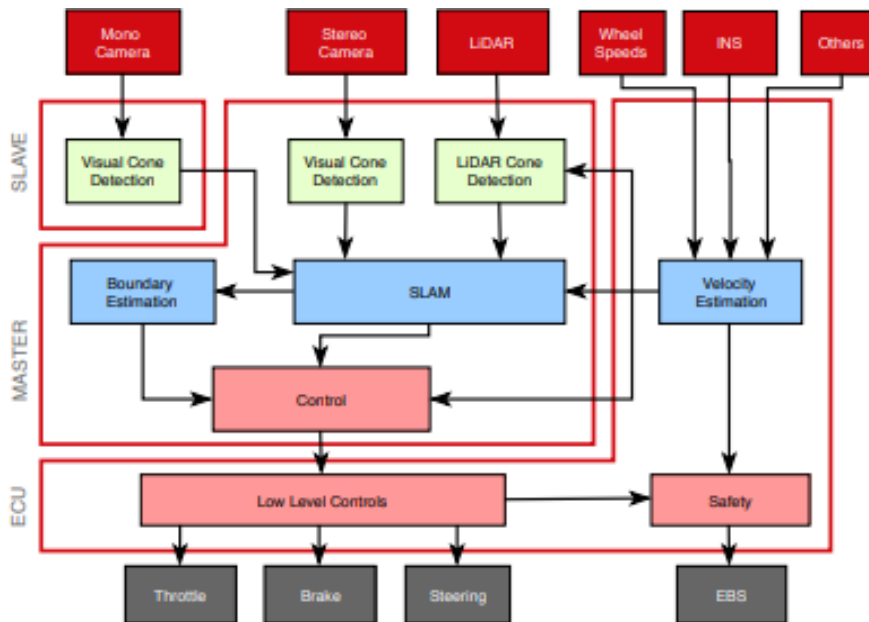 Mono
Camera
Stereo
Camera
LiDAR
Wheel
Speeds
INS
Others
SLAVE
Visual Cone
Detection
Visual Cone
Detection
LiDAR Cone
Detection
MASTER
Boundary
Estimation
SLAM
Velocity
Estimation
Control
ECU
Low Level Controls
Safety
Throttle
Brake
Steering
EBS